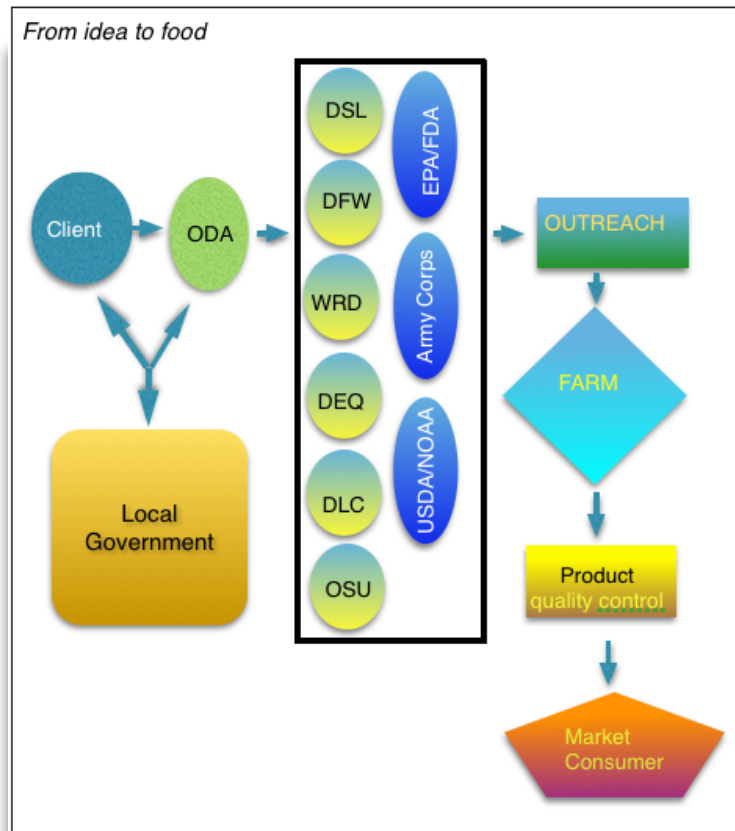 From idea to food
Client
ODA
Local
Government
DSL
DFW
WRD
DEQ
DLC
OSU
EPA/FDA
Army Corps
USDA/NOAA
OUTREACH
FARM
Product
quality control
Market
Consumer